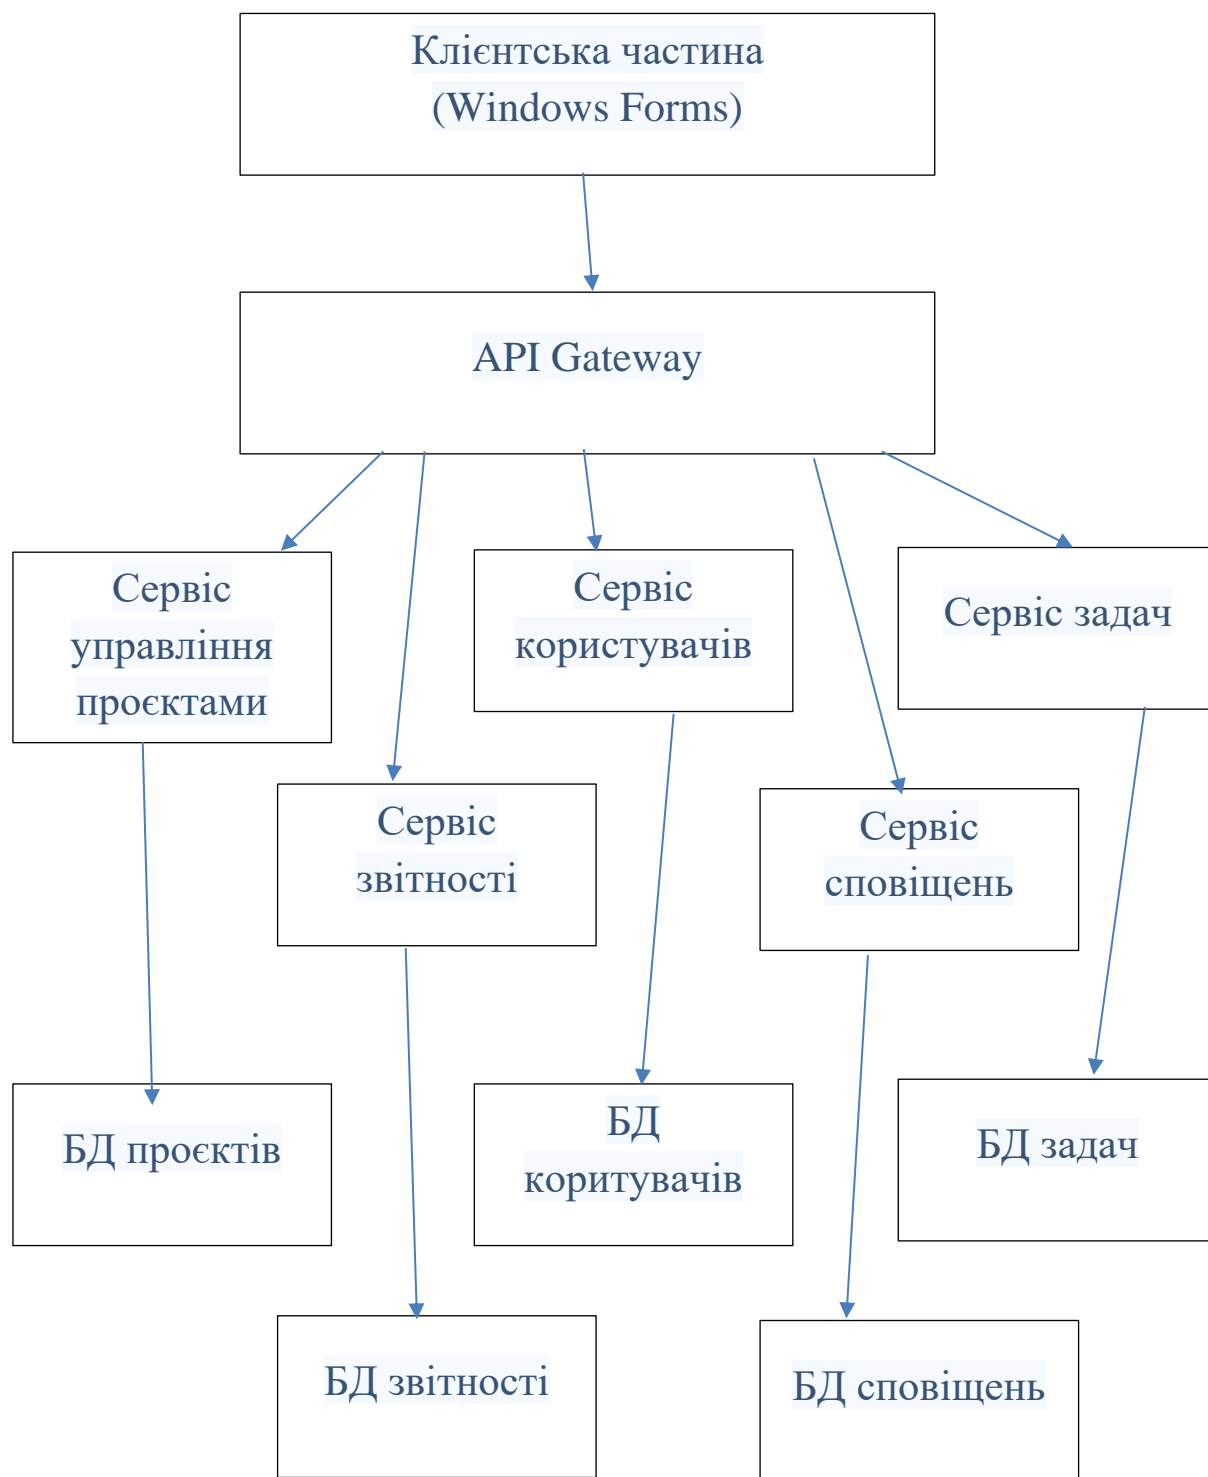 Клієнтська частина
(Windows Forms)
API Gateway
Сервіс
управління
проєктами
Сервіс
користувачів
Сервіс задач
Сервіс
звітності
Сервіс
сповіщень
БД проєктів
БД
коритувачів
БД задач
БД звітності
БД сповіщень